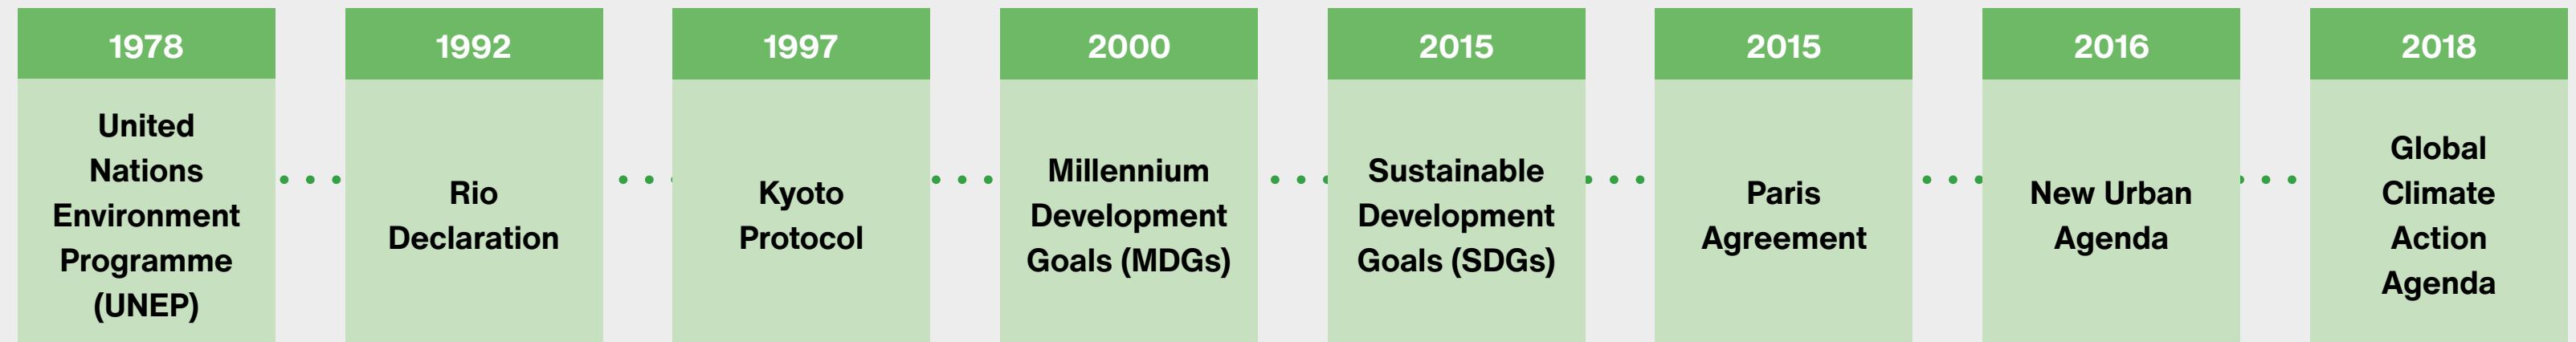 1978
United
Nations
Environment
Programme
(UNEP)
1992
Rio
Declaration
1997
Kyoto
Protocol
2000
Millennium
Development
Goals (MDGs)
2015
Sustainable
Development
Goals (SDGs)
2015
Paris
Agreement
2016
New Urban
Agenda
2018
Global
Climate
Action
Agenda